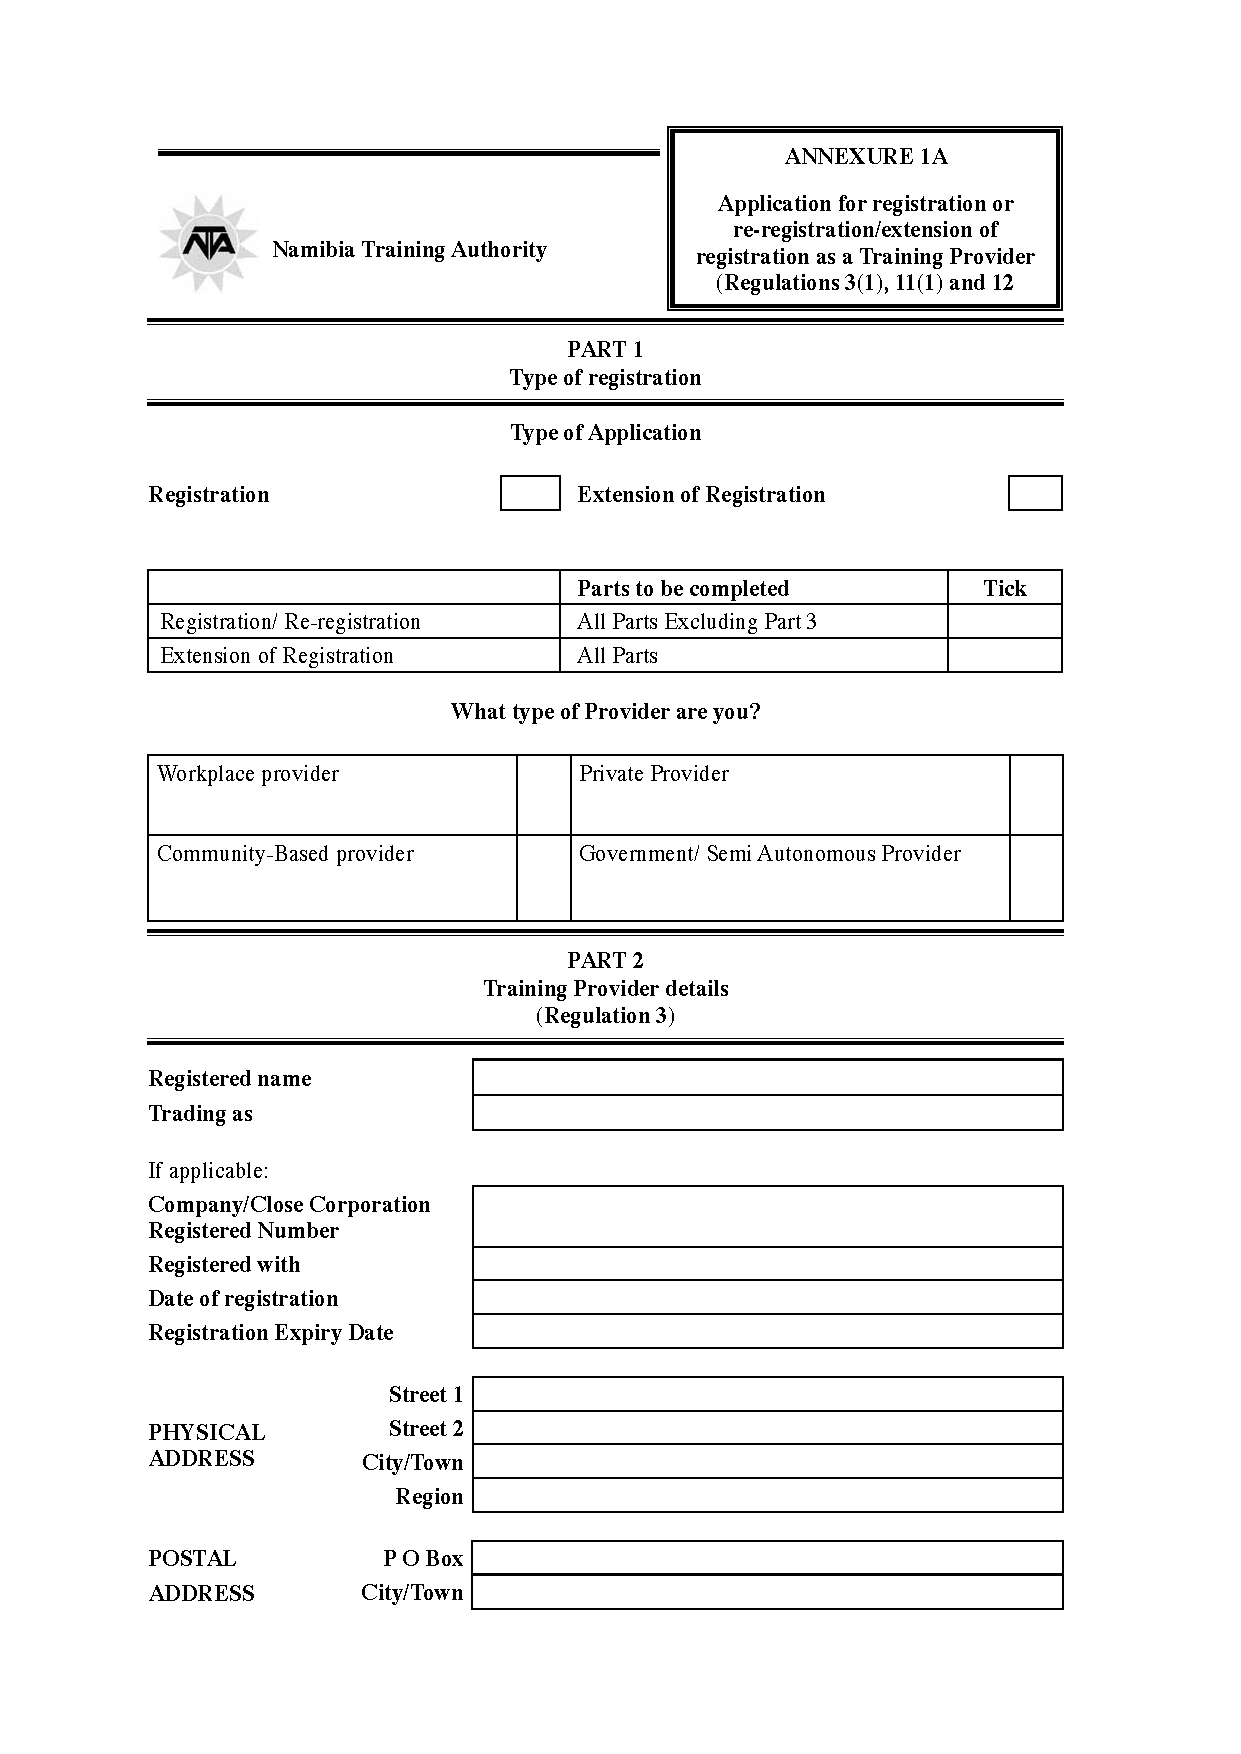 ANNEXURE 1A
Application for registration or
re-registration/extension of
registration as a Training Provider
(Regulations 3(1), 11(1) and 12
NTA
Namibia Training Authority
PART 1
Type of registration
Type of Application
Registration
Extension of Registration
Parts to be completed Tick
Registration/ Re-registration All Parts Excluding Part 3
Extension of Registration All Parts
What type of Provider are you?
Workplace provider Private Provider
Community-Based provider Government/ Semi Autonomous Provider
PART 2
Training Provider details
(Regulation 3)
Registered name
Trading as
If applicable:
Company/Close Corporation
Registered Number
Registered with
Date of registration
Registration Expiry Date
PHYSICAL
ADDRESS
Street 1
Street 2
City/Town
Region
POSTAL P O Box
ADDRESS City/Town